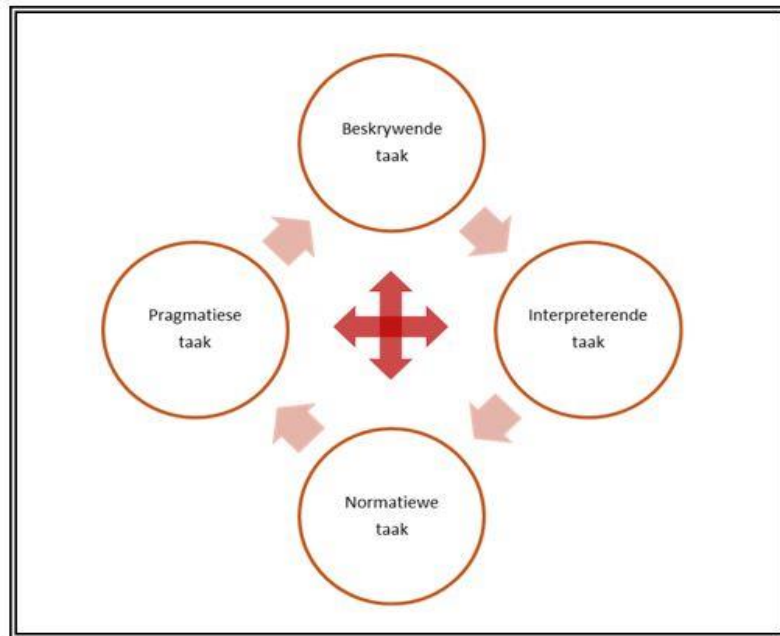 Beskrywende
taak
Interpreterende
taak
Normatiewe
taak
Pragmatiese
taak